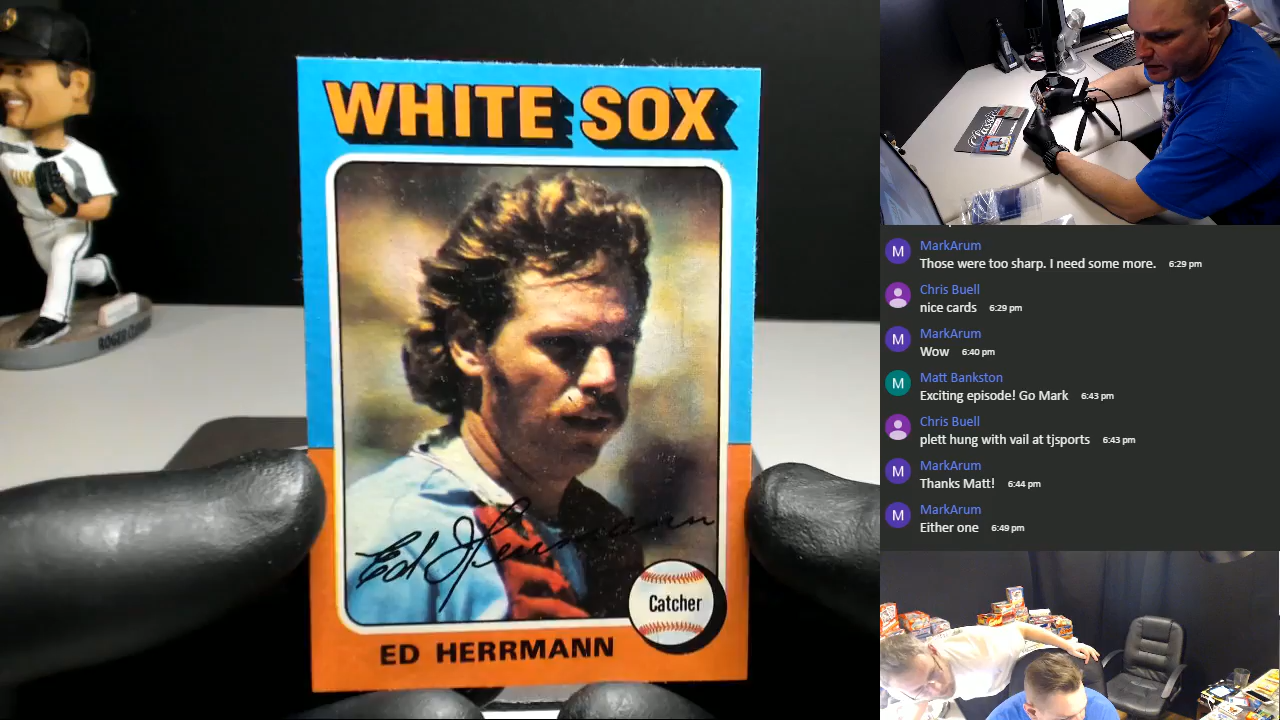 WHITE SOX
Ed Herrmann
Catcher
ED HERRMANN
Classic
MarkArum
Those were too sharp. I need some more. 6:29 pm
Chris Buell
nice cards 6:29 pm
MarkArum
Wow 6:40 pm
Matt Bankston
Exciting episode! Go Mark 6:43 pm
Chris Buell
plett hung with vail at tjsports 6:43 pm
MarkArum
Thanks Matt! 6:44 pm
MarkArum
Either one 6:49 pm